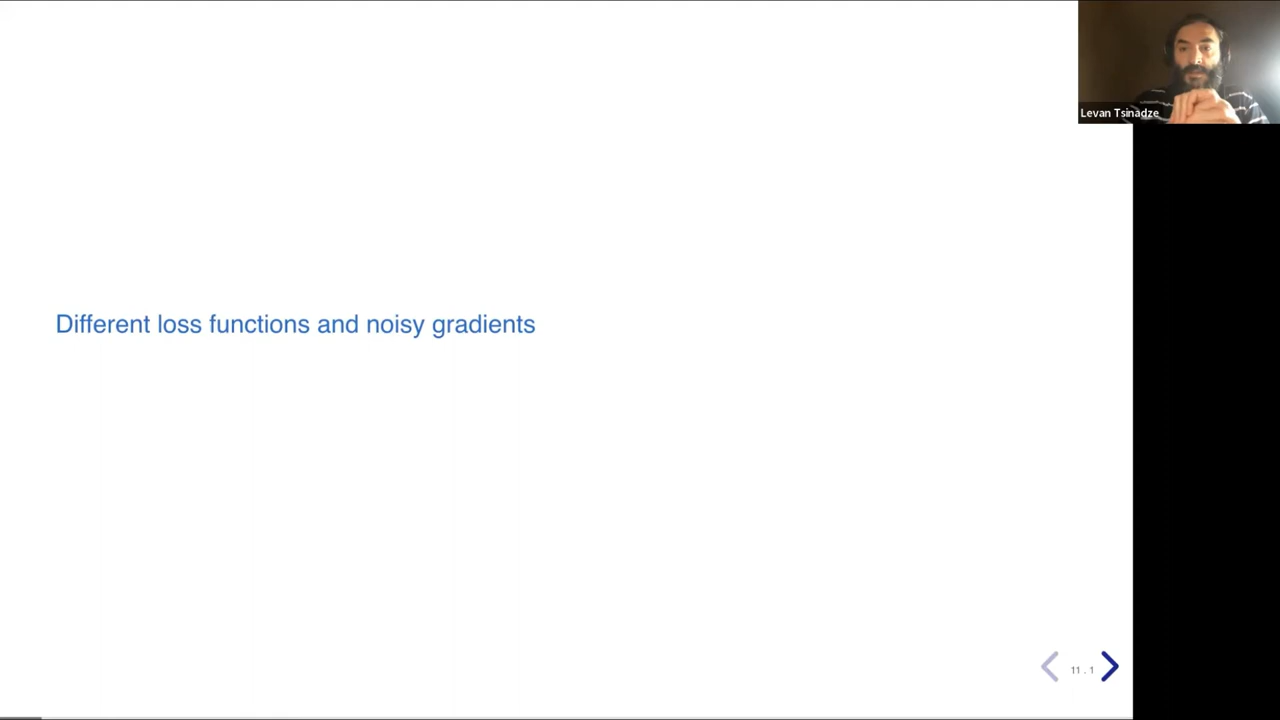 Levan Tsinadze
Different loss functions and noisy gradients
11 . 1